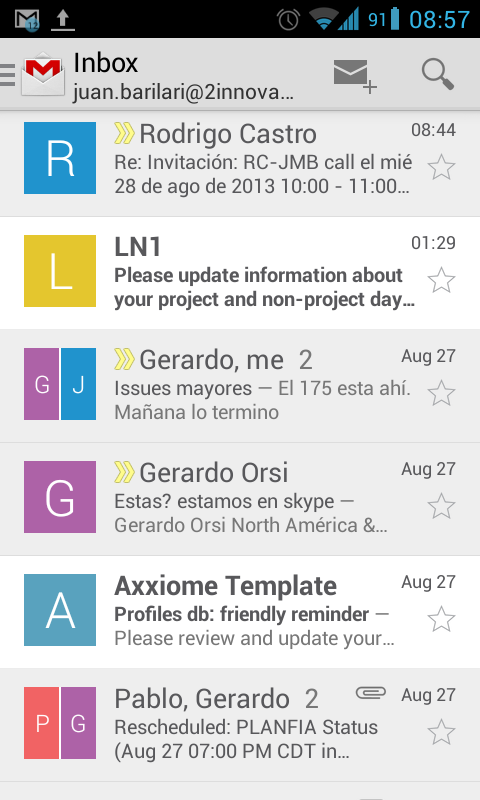 12 91 08:57
Inbox
juan.barilari@2innova...
R Rodrigo Castro 08:44
Re: Invitación: RC-JMB call el mié
28 de ago de 2013 10:00 - 11:00...
L LN1 01:29
Please update information about
your project and non-project day...
G J Gerardo, me 2 Aug 27
Issues mayores — El 175 esta ahí.
Mañana lo termino
G Gerardo Orsi Aug 27
Estas? estamos en skype —
Gerardo Orsi North América &...
A Axxiome Template Aug 27
Profiles db: friendly reminder —
Please review and update your...
P G Pablo, Gerardo 2 Aug 27
Rescheduled: PLANFIA Status
(Aug 27 07:00 PM CDT in...